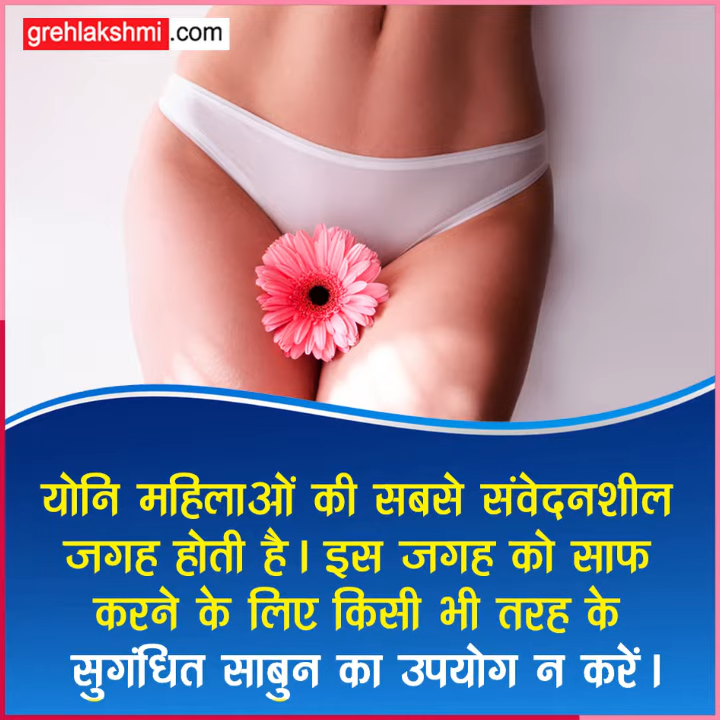 grehlakshmi.com
योनि महिलाओं की सबसे संवेदनशील
जगह होती है। इस जगह को साफ
करने के लिए किसी भी तरह के
सुगंधित साबुन का उपयोग न करें।